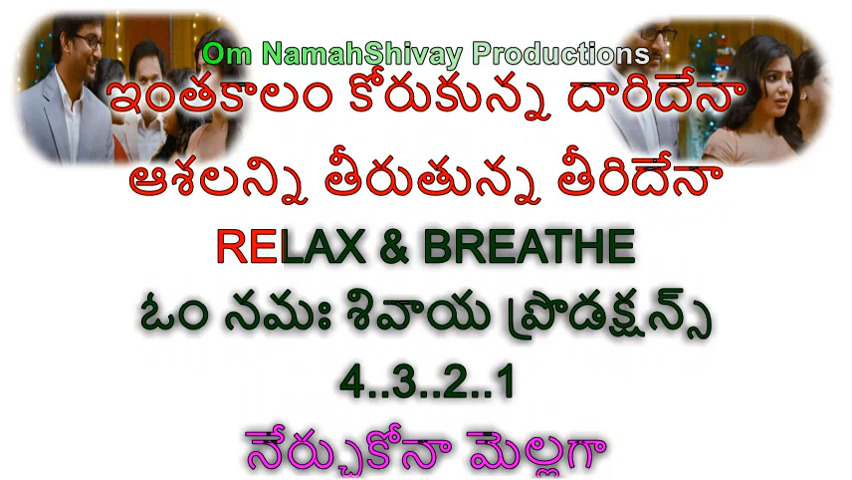 Om NamahShivay Productions
ఇంతకాలం కోరుకున్న దారిదేనా
ఆశలన్ని తీరుతున్న తీరిదేనా
RELAX & BREATHE
ఓం నమః శివాయ ప్రొడక్షన్స్
4..3..2..1
నేర్చుకోనా మెల్లగా